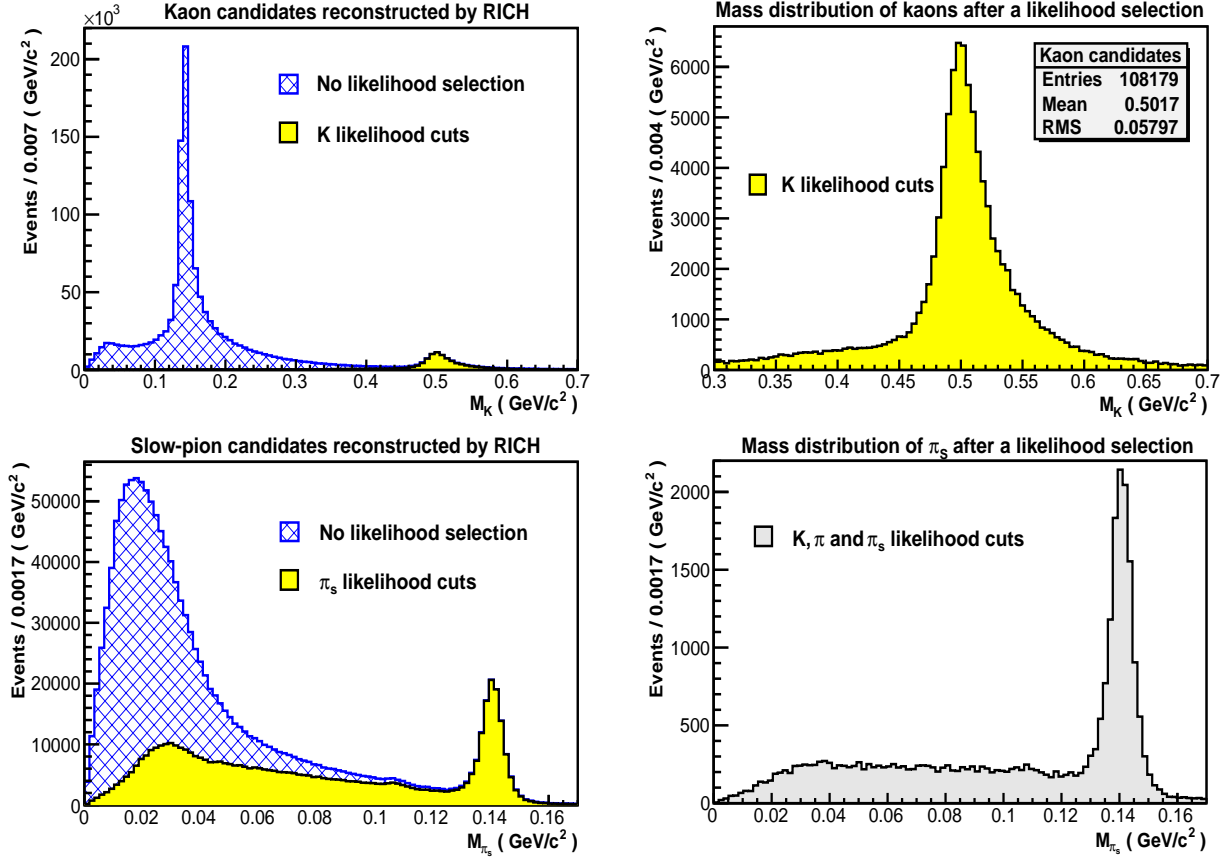 Kaon candidates reconstructed by RICH
×10³
Events / 0.007 ( GeV/c² )
200
150
100
50
0
No likelihood selection
K likelihood cuts
0 0.1 0.2 0.3 0.4 0.5 0.6 0.7
M_K ( GeV/c² )
Mass distribution of kaons after a likelihood selection
Events / 0.004 ( GeV/c² )
6000
5000
4000
3000
2000
1000
0
Kaon candidates
Entries 108179
Mean 0.5017
RMS 0.05797
K likelihood cuts
0.3 0.35 0.4 0.45 0.5 0.55 0.6 0.65 0.7
M_K ( GeV/c² )
Slow-pion candidates reconstructed by RICH
Events / 0.0017 ( GeV/c² )
50000
40000
30000
20000
10000
0
No likelihood selection
π_s likelihood cuts
0.02 0.04 0.06 0.08 0.1 0.12 0.14 0.16
M_π_s ( GeV/c² )
Mass distribution of π_S after a likelihood selection
Events / 0.0017 ( GeV/c² )
2000
1500
1000
500
0
K, π and π_s likelihood cuts
0 0.02 0.04 0.06 0.08 0.1 0.12 0.14 0.16
M_π_s ( GeV/c² )